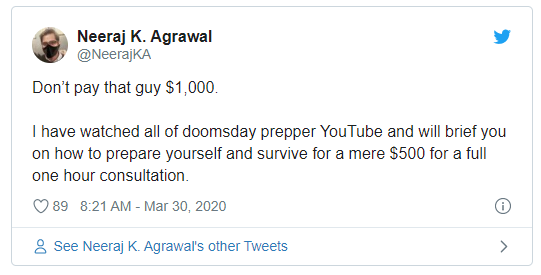 Neeraj K. Agrawal
@NeerajKA
Don’t pay that guy $1,000.
I have watched all of doomsday prepper YouTube and will brief you
on how to prepare yourself and survive for a mere $500 for a full
one hour consultation.
89 8:21 AM - Mar 30, 2020
See Neeraj K. Agrawal's other Tweets